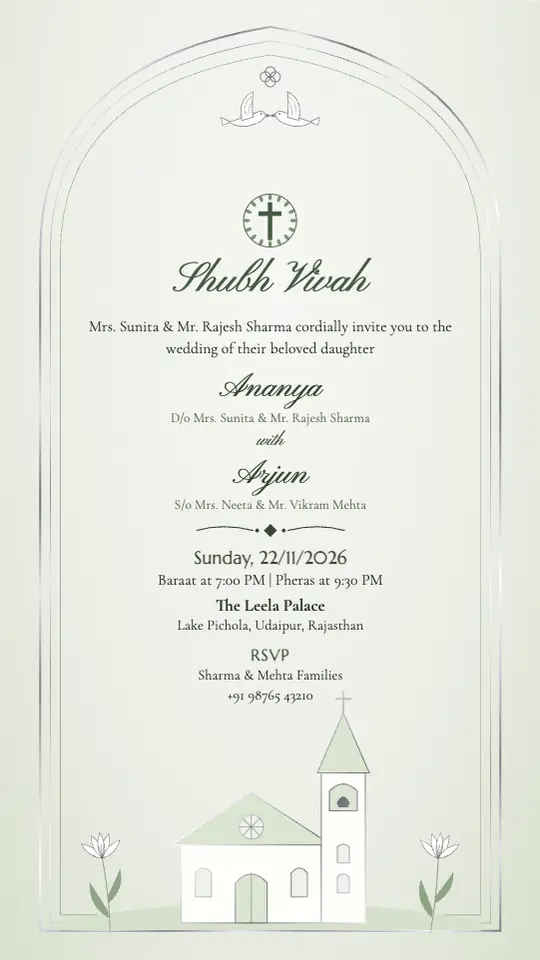 Shubh Vivah
Mrs. Sunita & Mr. Rajesh Sharma cordially invite you to the
wedding of their beloved daughter
Ananya
D/o Mrs. Sunita & Mr. Rajesh Sharma
with
Arjun
S/o Mrs. Neeta & Mr. Vikram Mehta
Sunday, 22/11/2026
Baraat at 7:00 PM | Pheras at 9:30 PM
The Leela Palace
Lake Pichola, Udaipur, Rajasthan
RSVP
Sharma & Mehta Families
+91 98765 43210